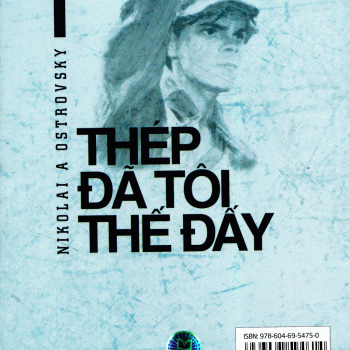 NIKOLAI A OSTROVSKY
THÉP
ĐÃ TÔI
THẾ ĐẤY
ISBN: 978-604-69-5475-0